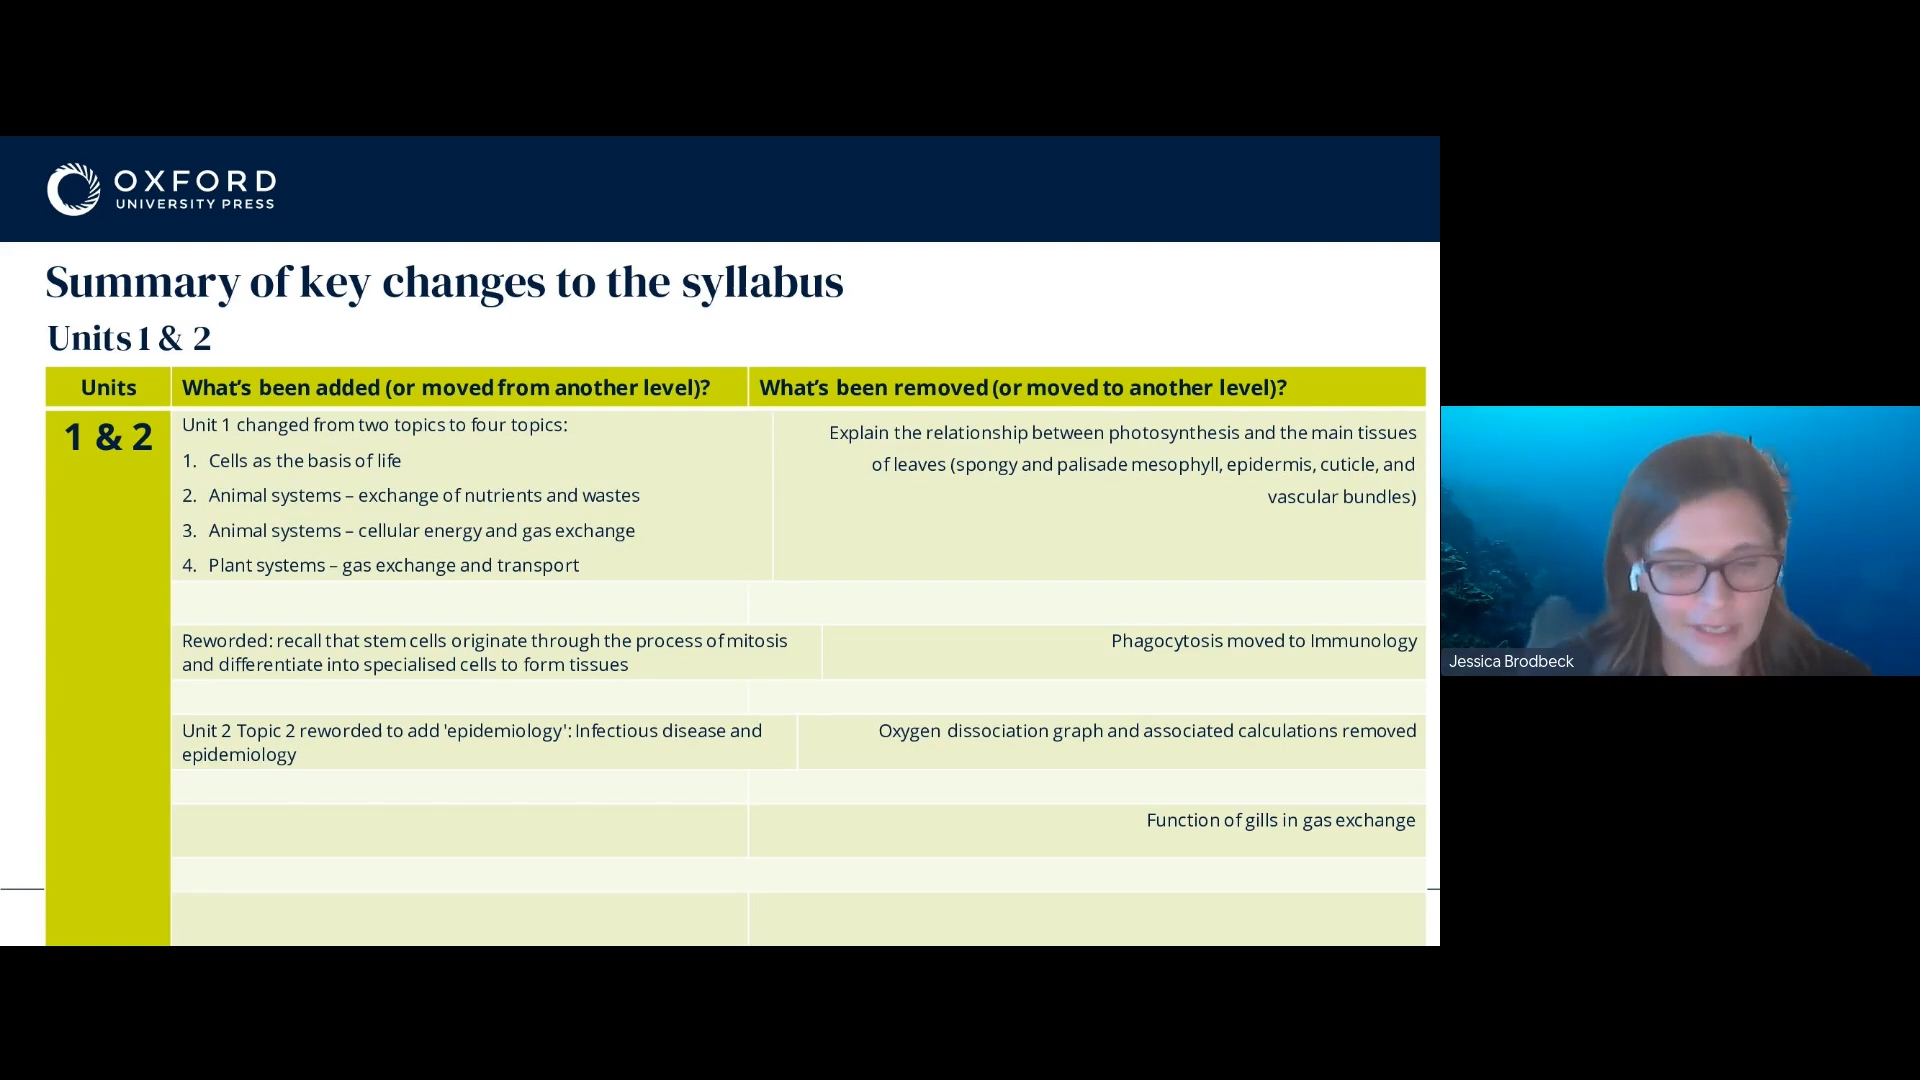 OXFORD
UNIVERSITY PRESS
Summary of key changes to the syllabus
Units 1 & 2
Units
What's been added (or moved from another level)?
What's been removed (or moved to another level)?
1 & 2
Unit 1 changed from two topics to four topics:
1. Cells as the basis of life
2. Animal systems – exchange of nutrients and wastes
3. Animal systems – cellular energy and gas exchange
4. Plant systems – gas exchange and transport
Explain the relationship between photosynthesis and the main tissues
of leaves (spongy and palisade mesophyll, epidermis, cuticle, and
vascular bundles)
Reworded: recall that stem cells originate through the process of mitosis
and differentiate into specialised cells to form tissues
Phagocytosis moved to Immunology
Unit 2 Topic 2 reworded to add 'epidemiology': Infectious disease and
epidemiology
Oxygen dissociation graph and associated calculations removed
Function of gills in gas exchange
Jessica Brodbeck